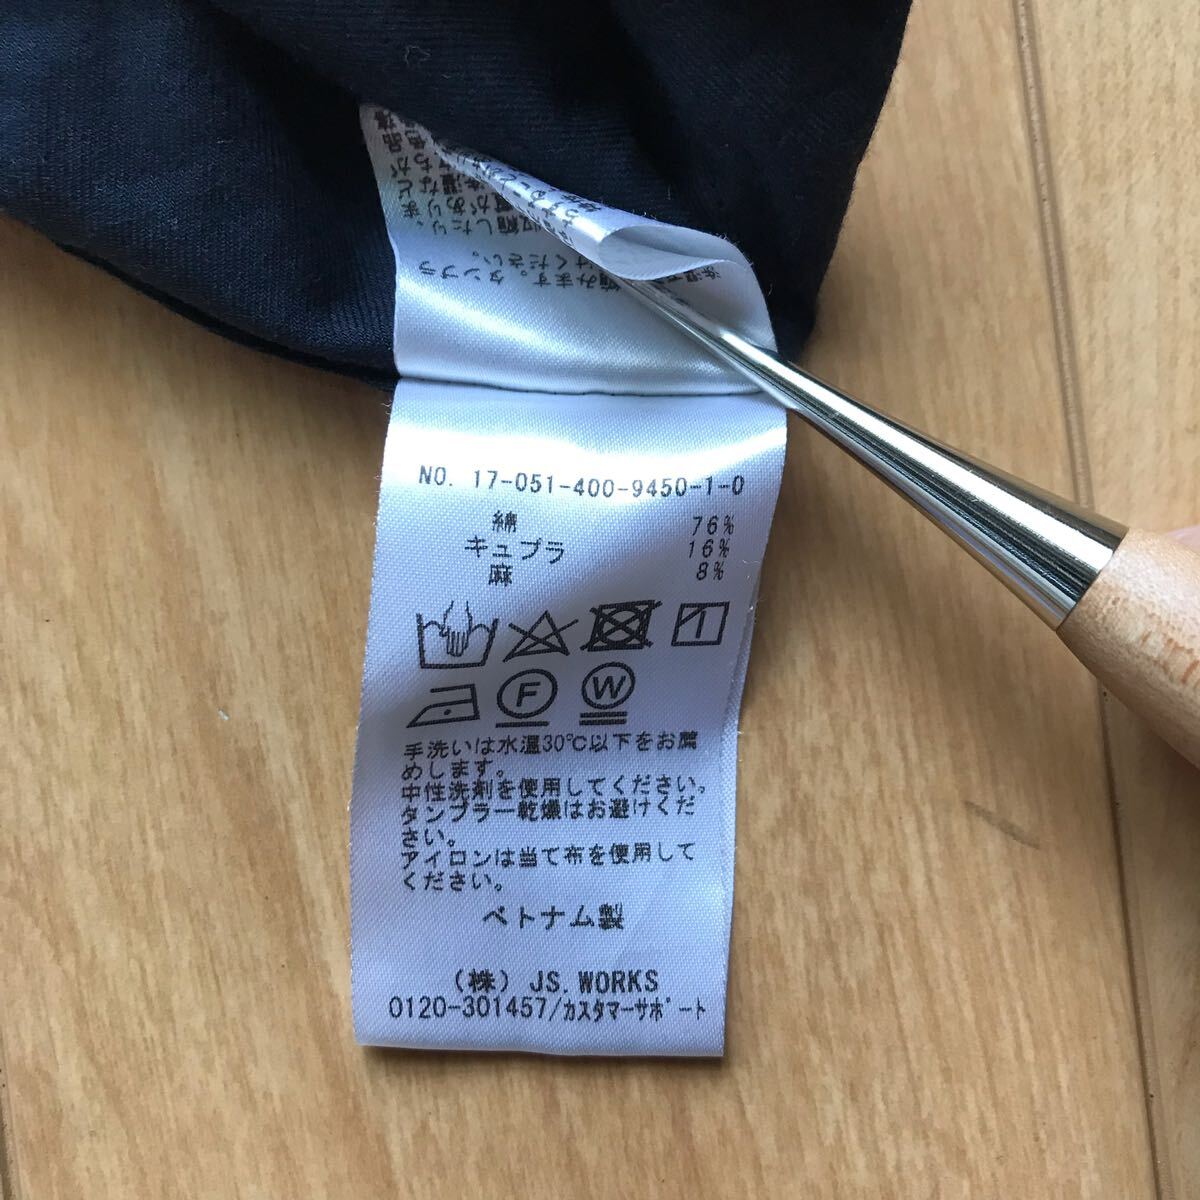 NO. 17-051-400-9450-1-0
綿 76%
キュプラ 16%
麻 8%
F W
手洗いは水温30℃以下をお薦
めします。
中性洗剤を使用してください。
タンブラー乾燥はお避けくだ
さい。
アイロンは当て布を使用して
ください。
ベトナム製
(株) JS.WORKS
0120-301457/カスタマーサポート